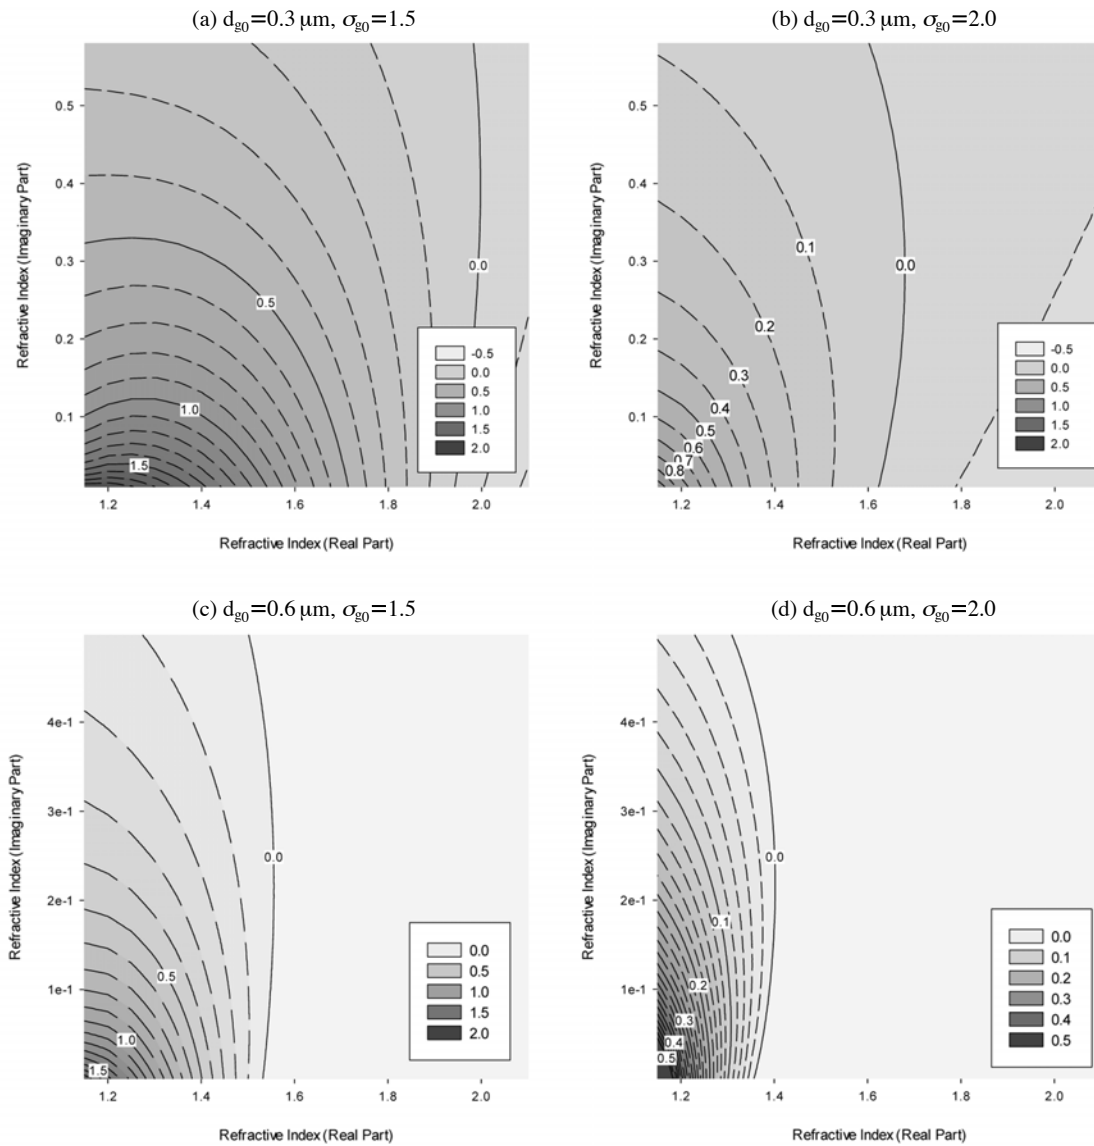 (a) d_g0=0.3 μm, σ_g0=1.5
Refractive Index (Imaginary Part)
0.5
0.4
0.3
0.2
0.1
0.0
0.5
1.0
1.5
-0.5
0.0
0.5
1.0
1.5
2.0
1.2 1.4 1.6 1.8 2.0
Refractive Index (Real Part)
(b) d_g0=0.3 μm, σ_g0=2.0
Refractive Index (Imaginary Part)
0.5
0.4
0.3
0.2
0.1
0.1
0.0
0.2
0.3
0.4
0.5
0.6
0.7
0.8
-0.5
0.0
0.5
1.0
1.5
2.0
1.2 1.4 1.6 1.8 2.0
Refractive Index (Real Part)
(c) d_g0=0.6 μm, σ_g0=1.5
Refractive Index (Imaginary Part)
4e-1
3e-1
2e-1
1e-1
0.0
0.5
1.0
1.5
0.0
0.5
1.0
1.5
2.0
1.2 1.4 1.6 1.8 2.0
Refractive Index (Real Part)
(d) d_g0=0.6 μm, σ_g0=2.0
Refractive Index (Imaginary Part)
4e-1
3e-1
2e-1
1e-1
0.0
0.1
0.2
0.3
0.4
0.5
0.0
0.1
0.2
0.3
0.4
0.5
1.2 1.4 1.6 1.8 2.0
Refractive Index (Real Part)